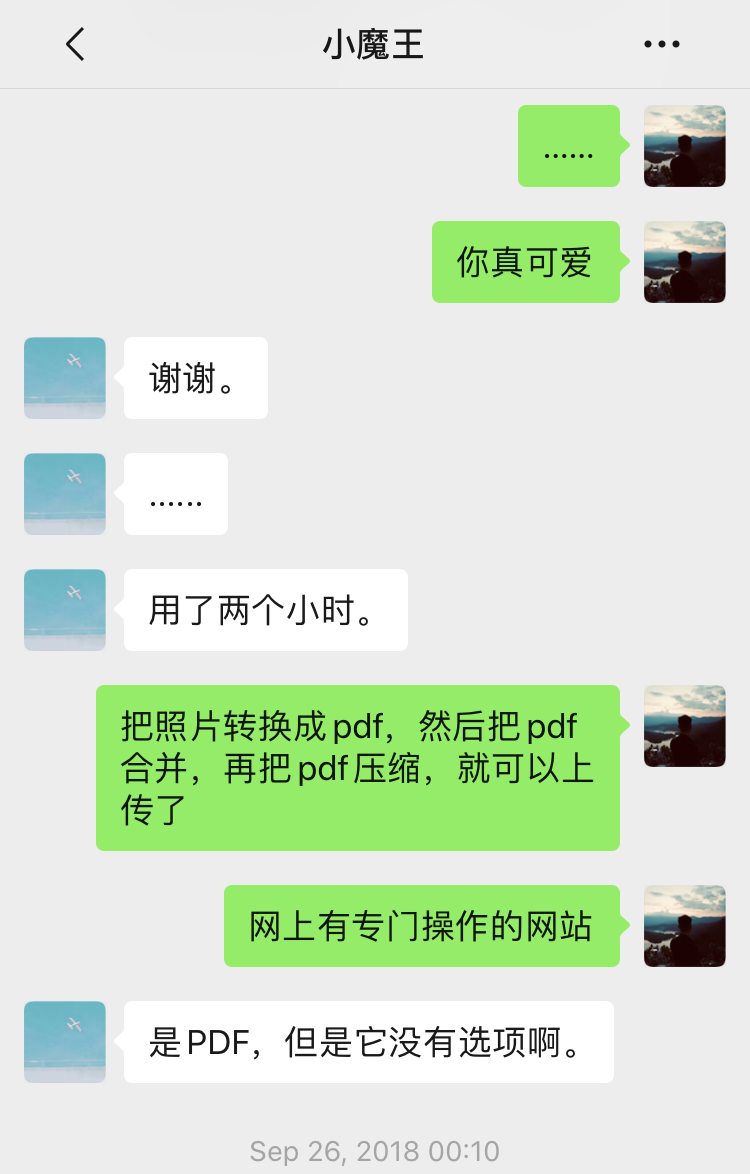 小魔王
……
你真可爱
谢谢。
……
用了两个小时。
把照片转换成pdf，然后把pdf
合并，再把pdf压缩，就可以上
传了
网上有专门操作的网站
是PDF，但是它没有选项啊。
Sep 26, 2018 00:10